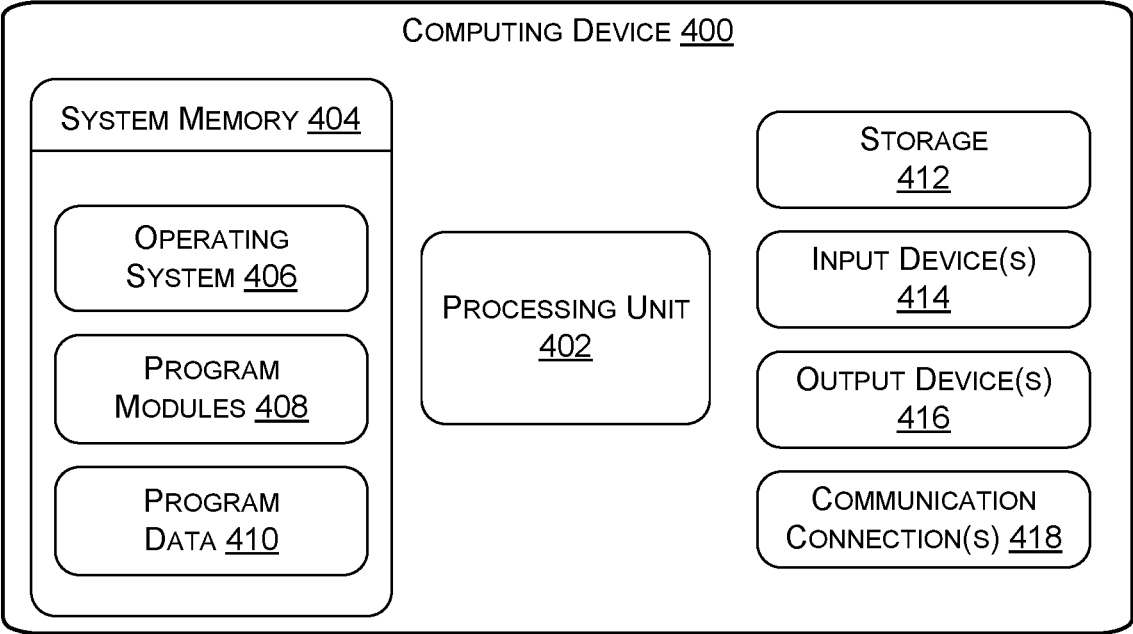 COMPUTING DEVICE 400
SYSTEM MEMORY 404
OPERATING
SYSTEM 406
PROGRAM
MODULES 408
PROGRAM
DATA 410
PROCESSING UNIT
402
STORAGE
412
INPUT DEVICE(S)
414
OUTPUT DEVICE(S)
416
COMMUNICATION
CONNECTION(S) 418